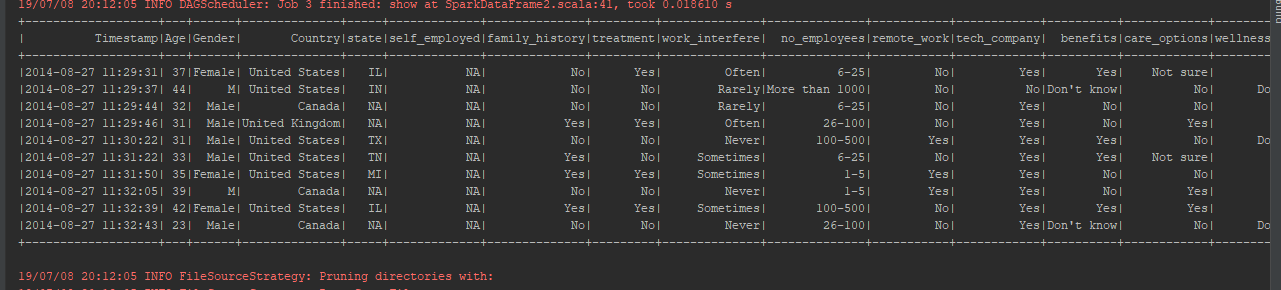 19/07/08 20:12:05 INFO DAGScheduler: Job 3 finished: show at SparkDataFrame2.scala:41, took 0.018610 s
+-------------------+---+------+--------------+-----+-------------+--------------+---------+--------------+--------------+-----------+------------+----------+------------+--------
|          Timestamp|Age|Gender|       Country|state|self_employed|family_history|treatment|work_interfere|  no_employees|remote_work|tech_company|  benefits|care_options|wellness
+-------------------+---+------+--------------+-----+-------------+--------------+---------+--------------+--------------+-----------+------------+----------+------------+--------
|2014-08-27 11:29:31| 37|Female| United States|   IL|           NA|            No|      Yes|         Often|          6-25|         No|         Yes|       Yes|    Not sure|
|2014-08-27 11:29:37| 44|     M| United States|   IN|           NA|            No|       No|        Rarely|More than 1000|         No|          No|Don't know|          No|      Do
|2014-08-27 11:29:44| 32|  Male|        Canada|   NA|           NA|            No|       No|        Rarely|          6-25|         No|         Yes|        No|          No|
|2014-08-27 11:29:46| 31|  Male|United Kingdom|   NA|           NA|           Yes|      Yes|         Often|        26-100|         No|         Yes|        No|         Yes|
|2014-08-27 11:30:22| 31|  Male| United States|   TX|           NA|            No|       No|         Never|       100-500|        Yes|         Yes|       Yes|          No|      Do
|2014-08-27 11:31:22| 33|  Male| United States|   TN|           NA|           Yes|       No|     Sometimes|          6-25|         No|         Yes|       Yes|    Not sure|
|2014-08-27 11:31:50| 35|Female| United States|   MI|           NA|           Yes|      Yes|     Sometimes|           1-5|        Yes|         Yes|        No|          No|
|2014-08-27 11:32:05| 39|     M|        Canada|   NA|           NA|            No|       No|         Never|           1-5|        Yes|         Yes|        No|         Yes|
|2014-08-27 11:32:39| 42|Female| United States|   IL|           NA|           Yes|      Yes|     Sometimes|       100-500|         No|         Yes|       Yes|         Yes|
|2014-08-27 11:32:43| 23|  Male|        Canada|   NA|           NA|            No|       No|         Never|        26-100|         No|         Yes|Don't know|          No|      Do
+-------------------+---+------+--------------+-----+-------------+--------------+---------+--------------+--------------+-----------+------------+----------+------------+--------
19/07/08 20:12:05 INFO FileSourceStrategy: Pruning directories with: